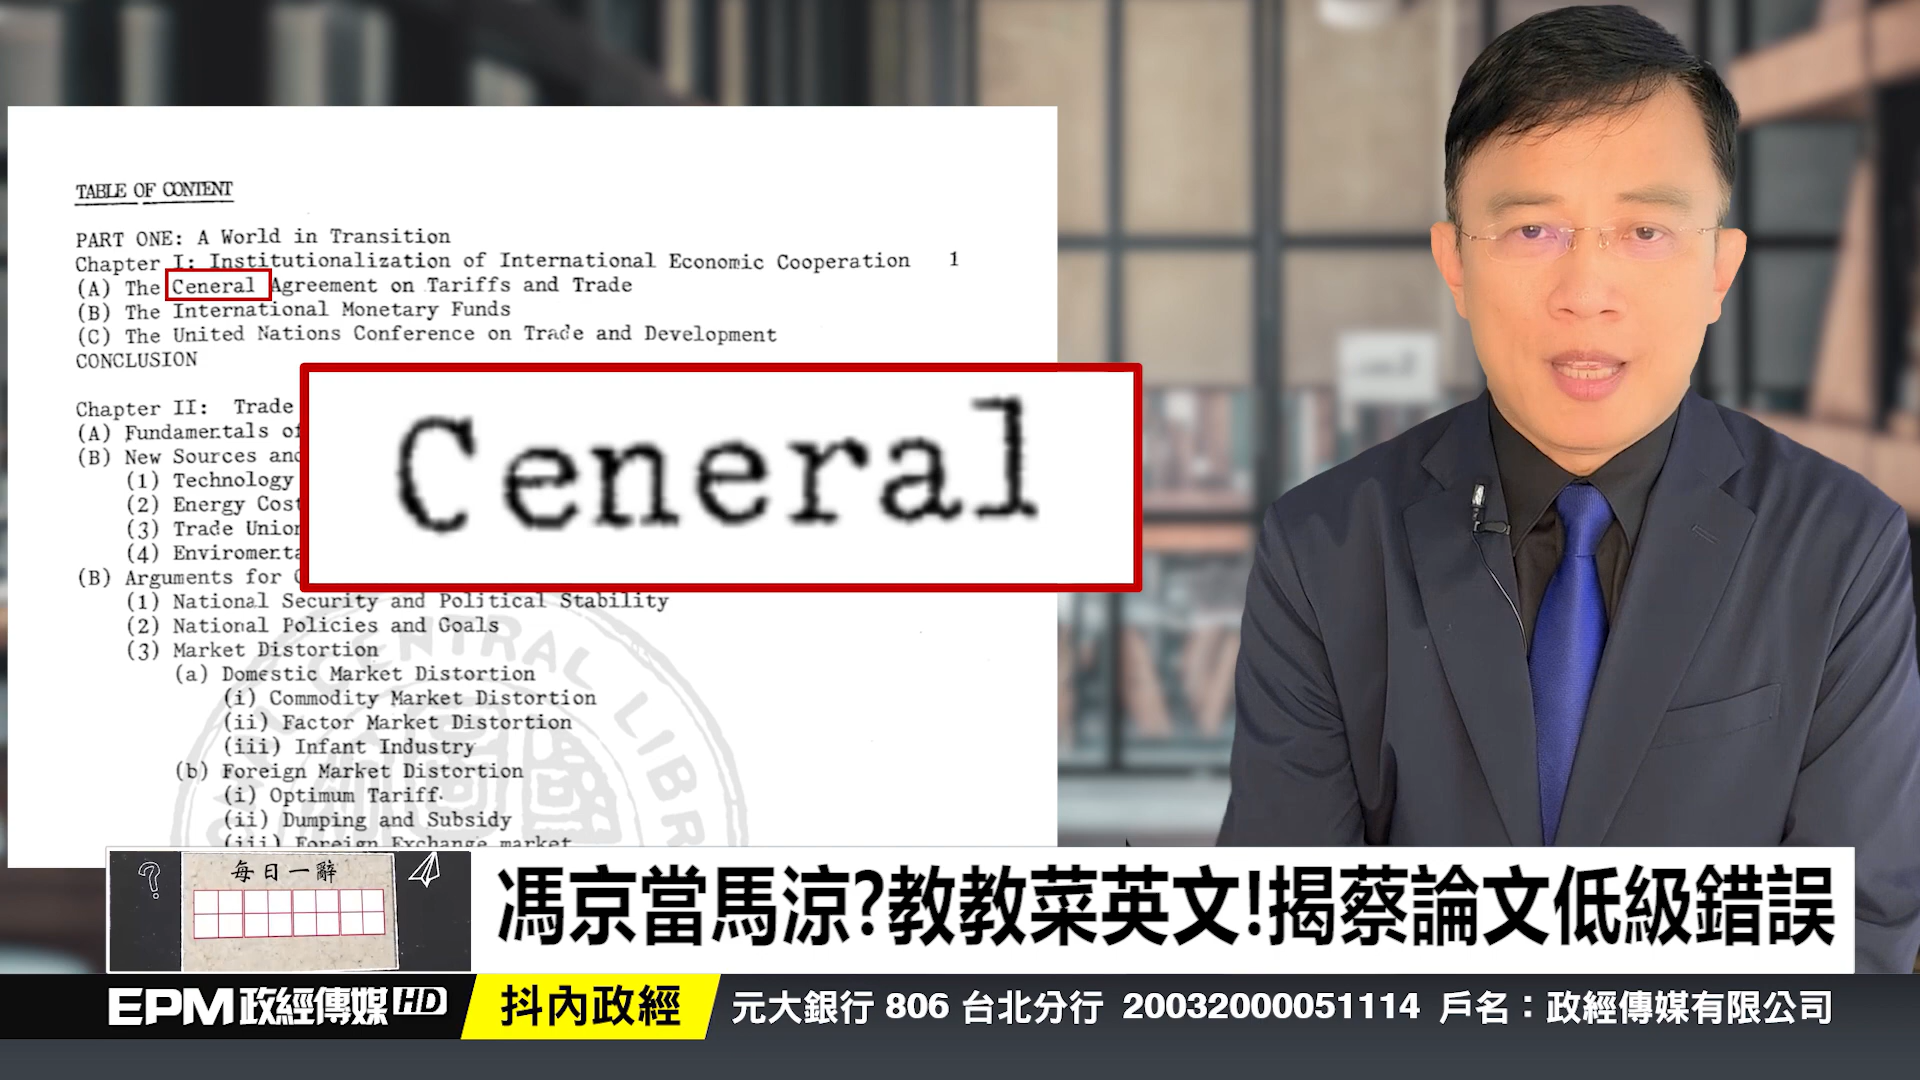 TABLE OF CONTENT
PART ONE: A World in Transition
Chapter I: Institutionalization of International Economic Cooperation 1
(A) The Ceneral Agreement on Tariffs and Trade
(B) The International Monetary Funds
(C) The United Nations Conference on Trade and Development
CONCLUSION
Chapter II: Trade
(A) Fundamentals of
(B) New Sources and
(1) Technology
(2) Energy Cost
(3) Trade Union
(4) Enviromenta
(B) Arguments for
(1) National Security and Political Stability
(2) National Policies and Goals
(3) Market Distortion
(a) Domestic Market Distortion
(i) Commodity Market Distortion
(ii) Factor Market Distortion
(iii) Infant Industry
(b) Foreign Market Distortion
(i) Optimum Tariff
(ii) Dumping and Subsidy
(iii) Foreign Exchange market
Ceneral
CENTRAL LIBR
每日一辭
馮京當馬涼?教教菜英文!揭蔡論文低級錯誤
EPM政經傳媒HD
抖內政經
元大銀行 806 台北分行 20032000051114 戶名：政經傳媒有限公司